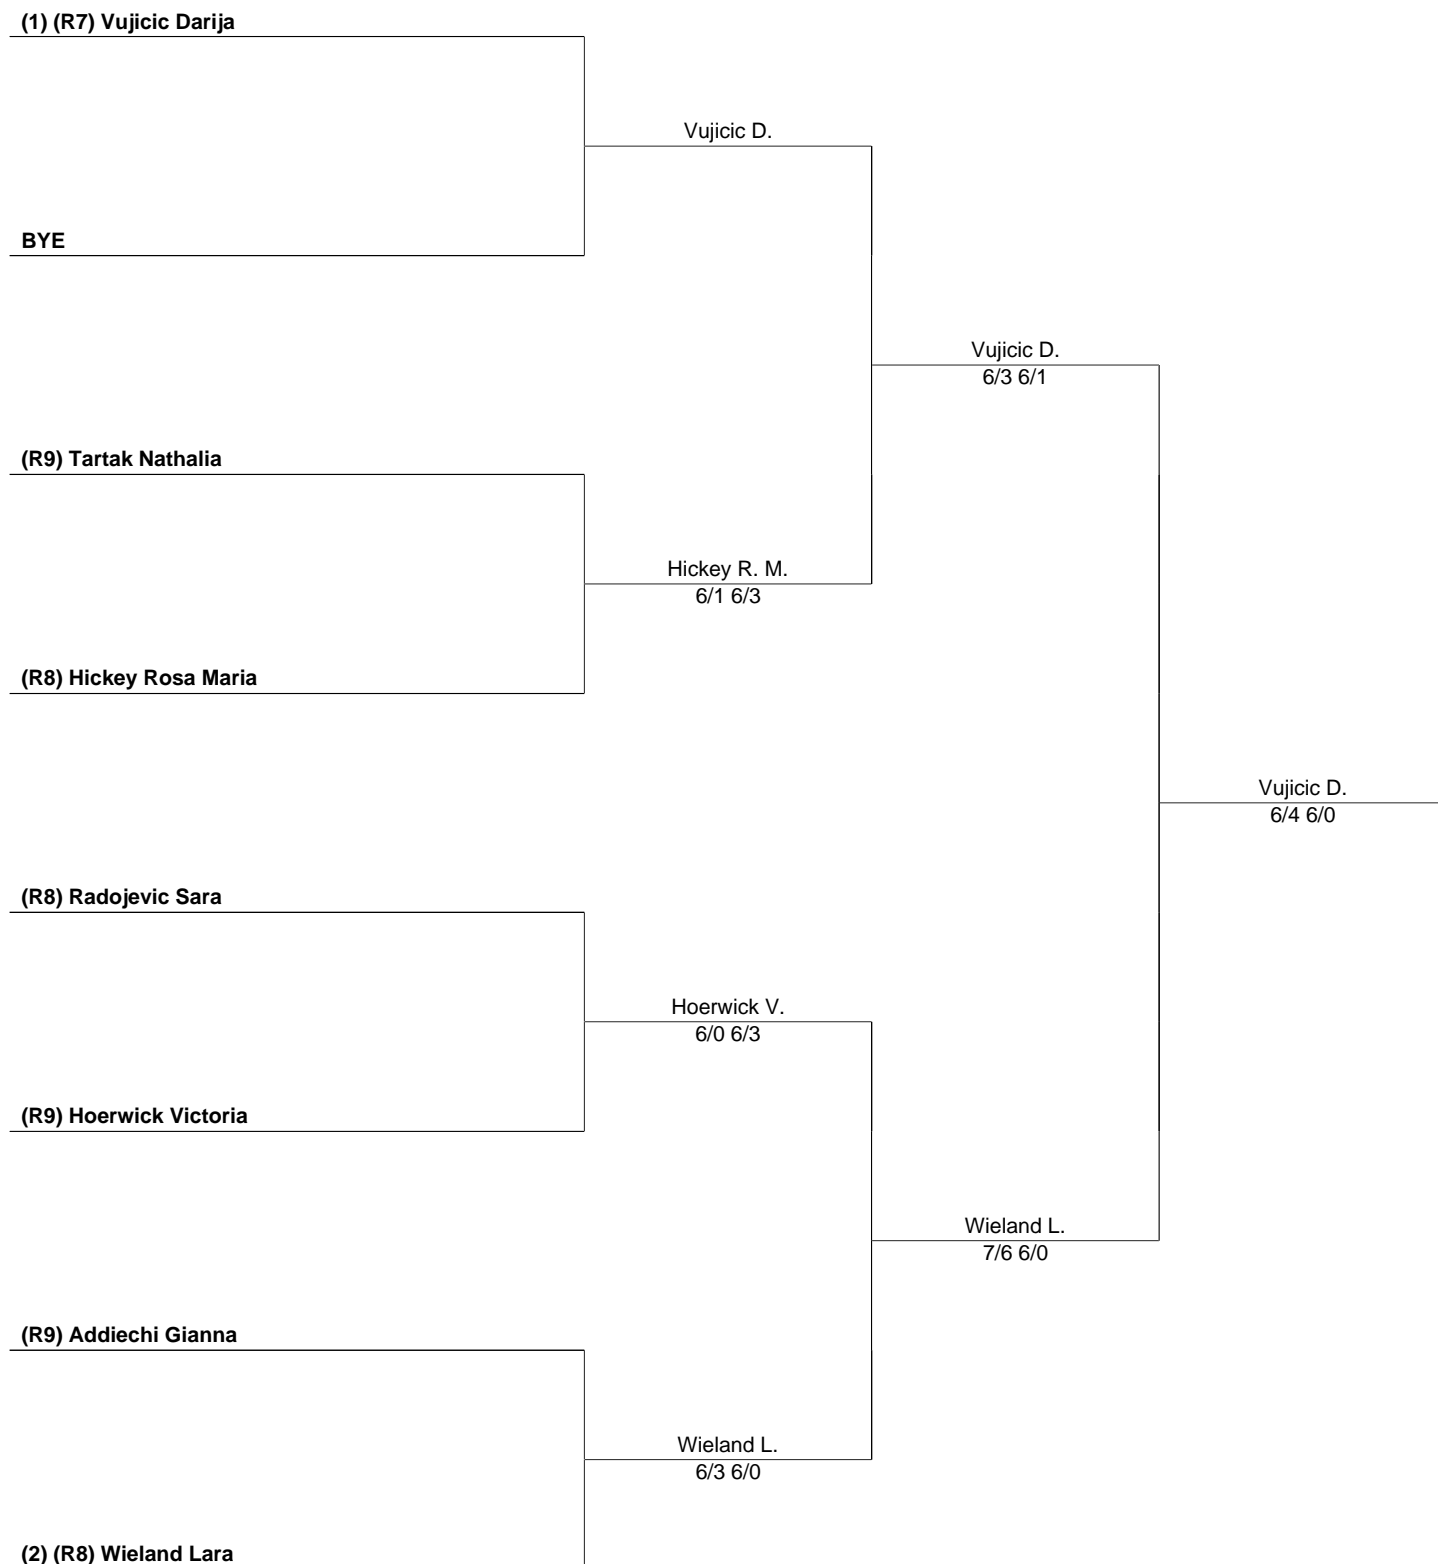 (1) (R7) Vujicic Darija
Vujicic D.
BYE
Vujicic D.
6/3 6/1
(R9) Tartak Nathalia
Hickey R. M.
6/1 6/3
(R8) Hickey Rosa Maria
Vujicic D.
6/4 6/0
(R8) Radojevic Sara
Hoerwick V.
6/0 6/3
(R9) Hoerwick Victoria
Wieland L.
7/6 6/0
(R9) Addiechi Gianna
Wieland L.
6/3 6/0
(2) (R8) Wieland Lara